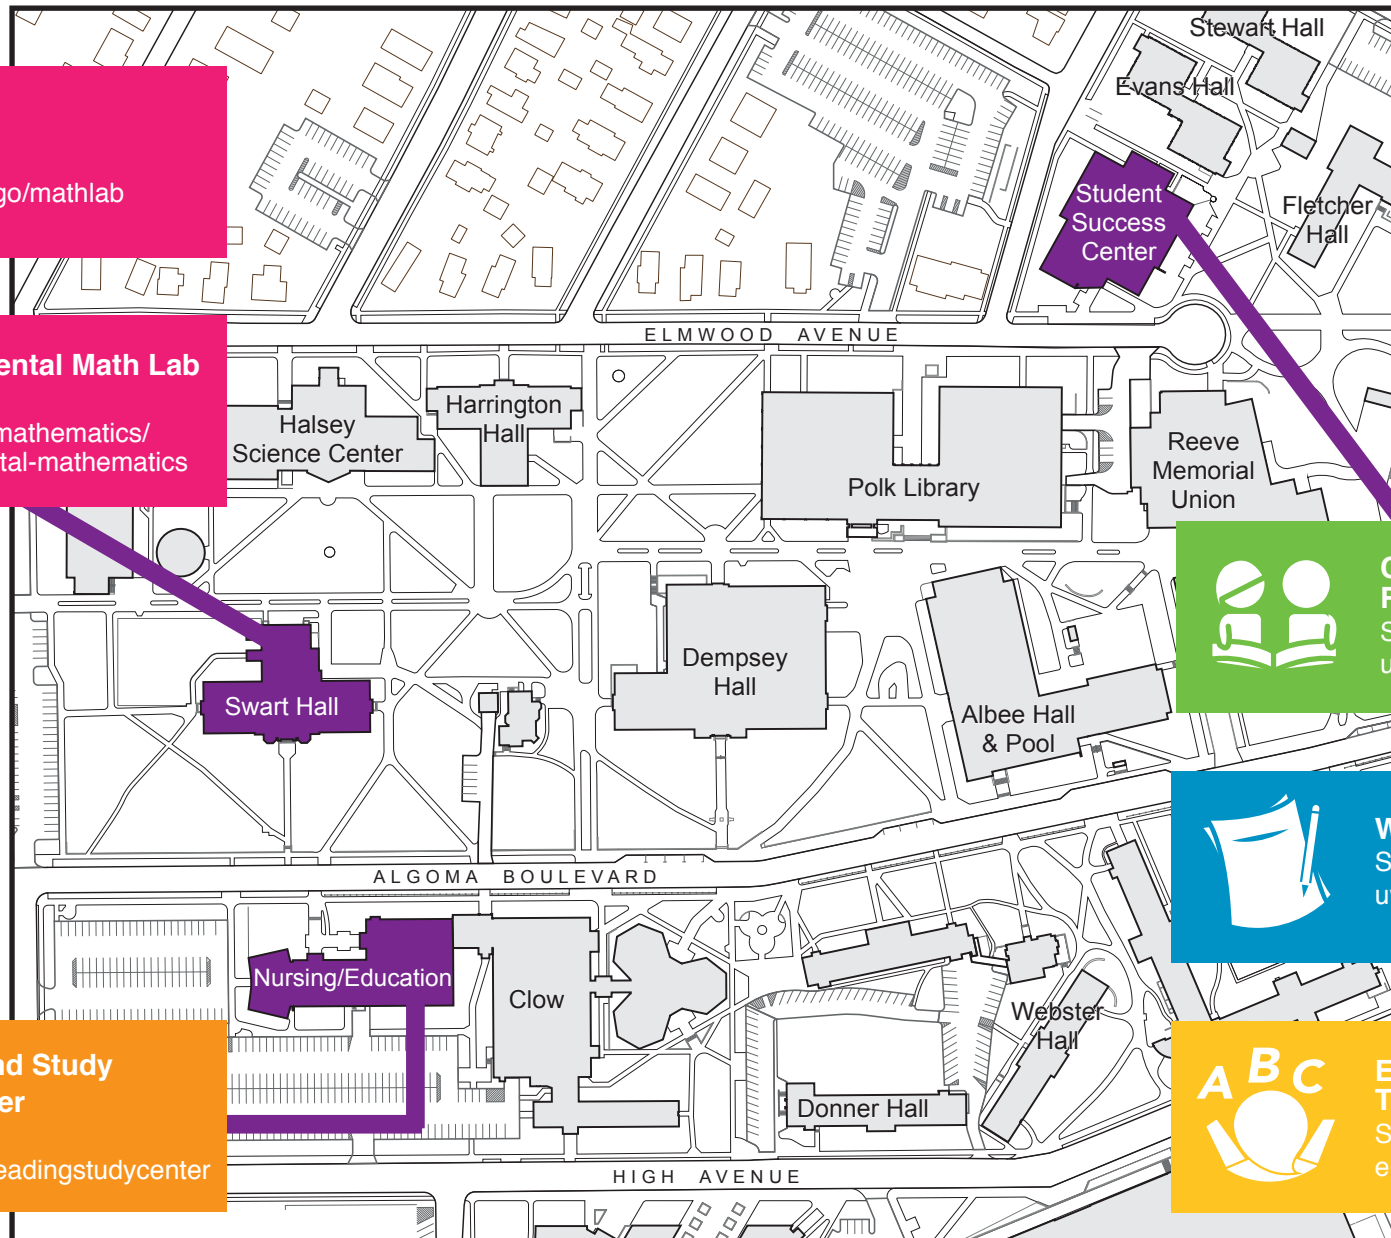 Stewart Hall
Evans Hall
go/mathlab
Student
Success
Center
Fletcher
Hall
ELMWOOD AVENUE
ental Math Lab
mathematics/
tal-mathematics
Halsey
Science Center
Harrington
Hall
Polk Library
Reeve
Memorial
Union
Swart Hall
Dempsey
Hall
Albee Hall
& Pool
ALGOMA BOULEVARD
Nursing/Education
Clow
Webster
Hall
Donner Hall
nd Study
er
eadingstudycenter
HIGH AVENUE
S
u
W
S
A B C
E
T
S
e